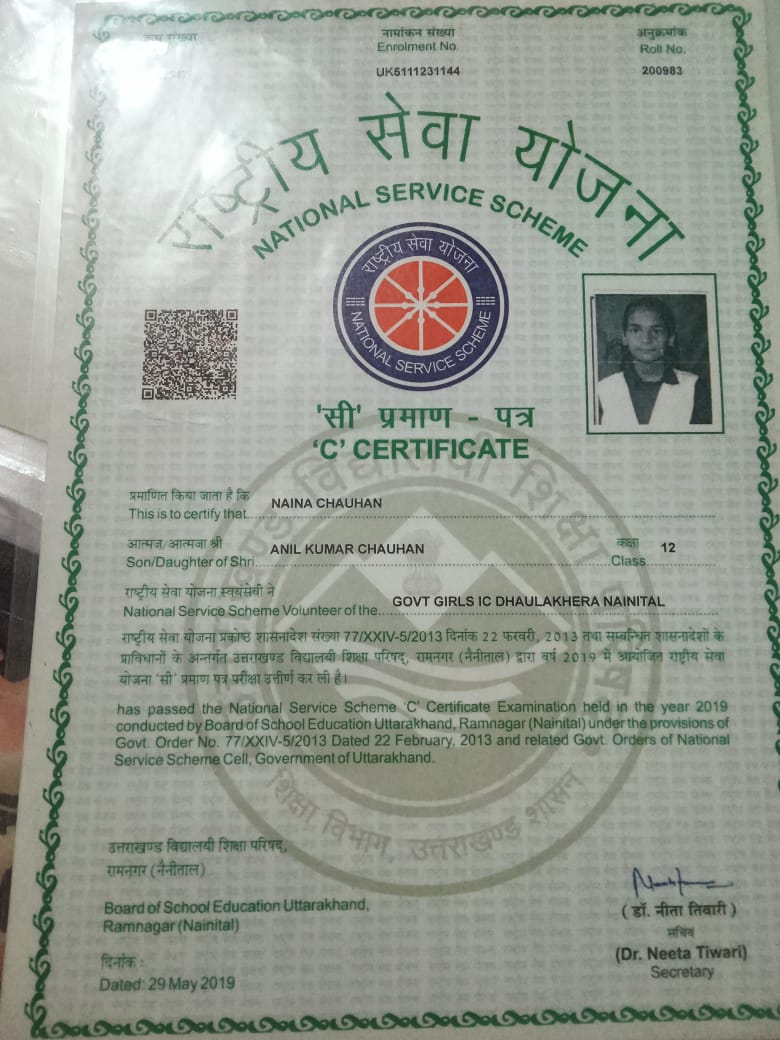 क्रम संख्या
नामांकन संख्या
Enrolment No.
UK5111231144
अनुक्रमांक
Roll No.
200983
राष्ट्रीय सेवा योजना
NATIONAL SERVICE SCHEME
राष्ट्रीय सेवा योजना
NATIONAL SERVICE SCHEME
'सी' प्रमाण - पत्र
'C' CERTIFICATE
प्रमाणित किया जाता है कि
This is to certify that NAINA CHAUHAN
आत्मज/आत्मजा श्री
Son/Daughter of Shri. ANIL KUMAR CHAUHAN
कक्षा
Class 12
राष्ट्रीय सेवा योजना स्वयंसेवी ने
National Service Scheme Volunteer of the GOVT GIRLS IC DHAULAKHERA NAINITAL
राष्ट्रीय सेवा योजना प्रकोष्ठ शासनादेश संख्या 77/XXIV-5/2013 दिनांक 22 फरवरी, 2013 तथा सम्बन्धित शासनादेशों के
प्राविधानों के अन्तर्गत उत्तराखण्ड विद्यालयी शिक्षा परिषद्, रामनगर (नैनीताल) द्वारा वर्ष 2019 में आयोजित राष्ट्रीय सेवा
योजना 'सी' प्रमाण पत्र परीक्षा उत्तीर्ण कर ली है।
has passed the National Service Scheme 'C' Certificate Examination held in the year 2019
conducted by Board of School Education Uttarakhand, Ramnagar (Nainital) under the provisions of
Govt. Order No. 77/XXIV-5/2013 Dated 22 February, 2013 and related Govt. Orders of National
Service Scheme Cell, Government of Uttarakhand.
उत्तराखण्ड विद्यालयी शिक्षा परिषद्
शिक्षा विभाग, उत्तराखण्ड शासन
उत्तराखण्ड विद्यालयी शिक्षा परिषद्,
रामनगर (नैनीताल)
Board of School Education Uttarakhand,
Ramnagar (Nainital)
दिनांक :
Dated: 29 May 2019
( डॉ. नीता तिवारी )
सचिव
(Dr. Neeta Tiwari)
Secretary